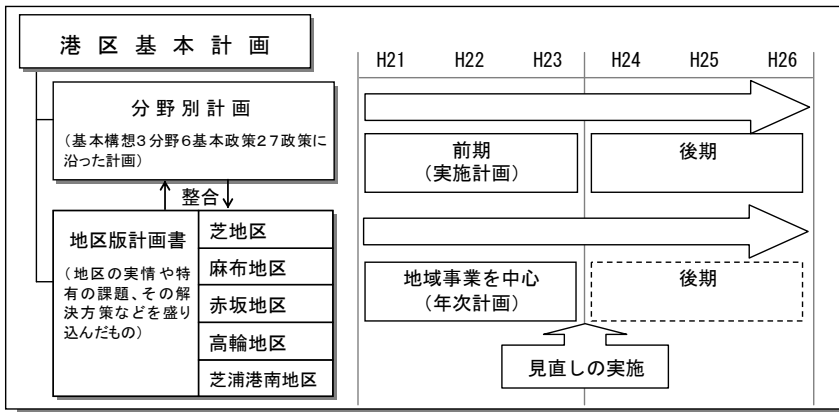 港区基本計画
H21 H22 H23 H24 H25 H26
分野別計画
（基本構想3分野6基本政策27政策に
沿った計画）
前期
（実施計画）
後期
整合
地区版計画書
（地区の実情や特
有の課題、その解
決方策などを盛り
込んだもの）
芝地区
麻布地区
赤坂地区
高輪地区
芝浦港南地区
地域事業を中心
（年次計画）
後期
見直しの実施